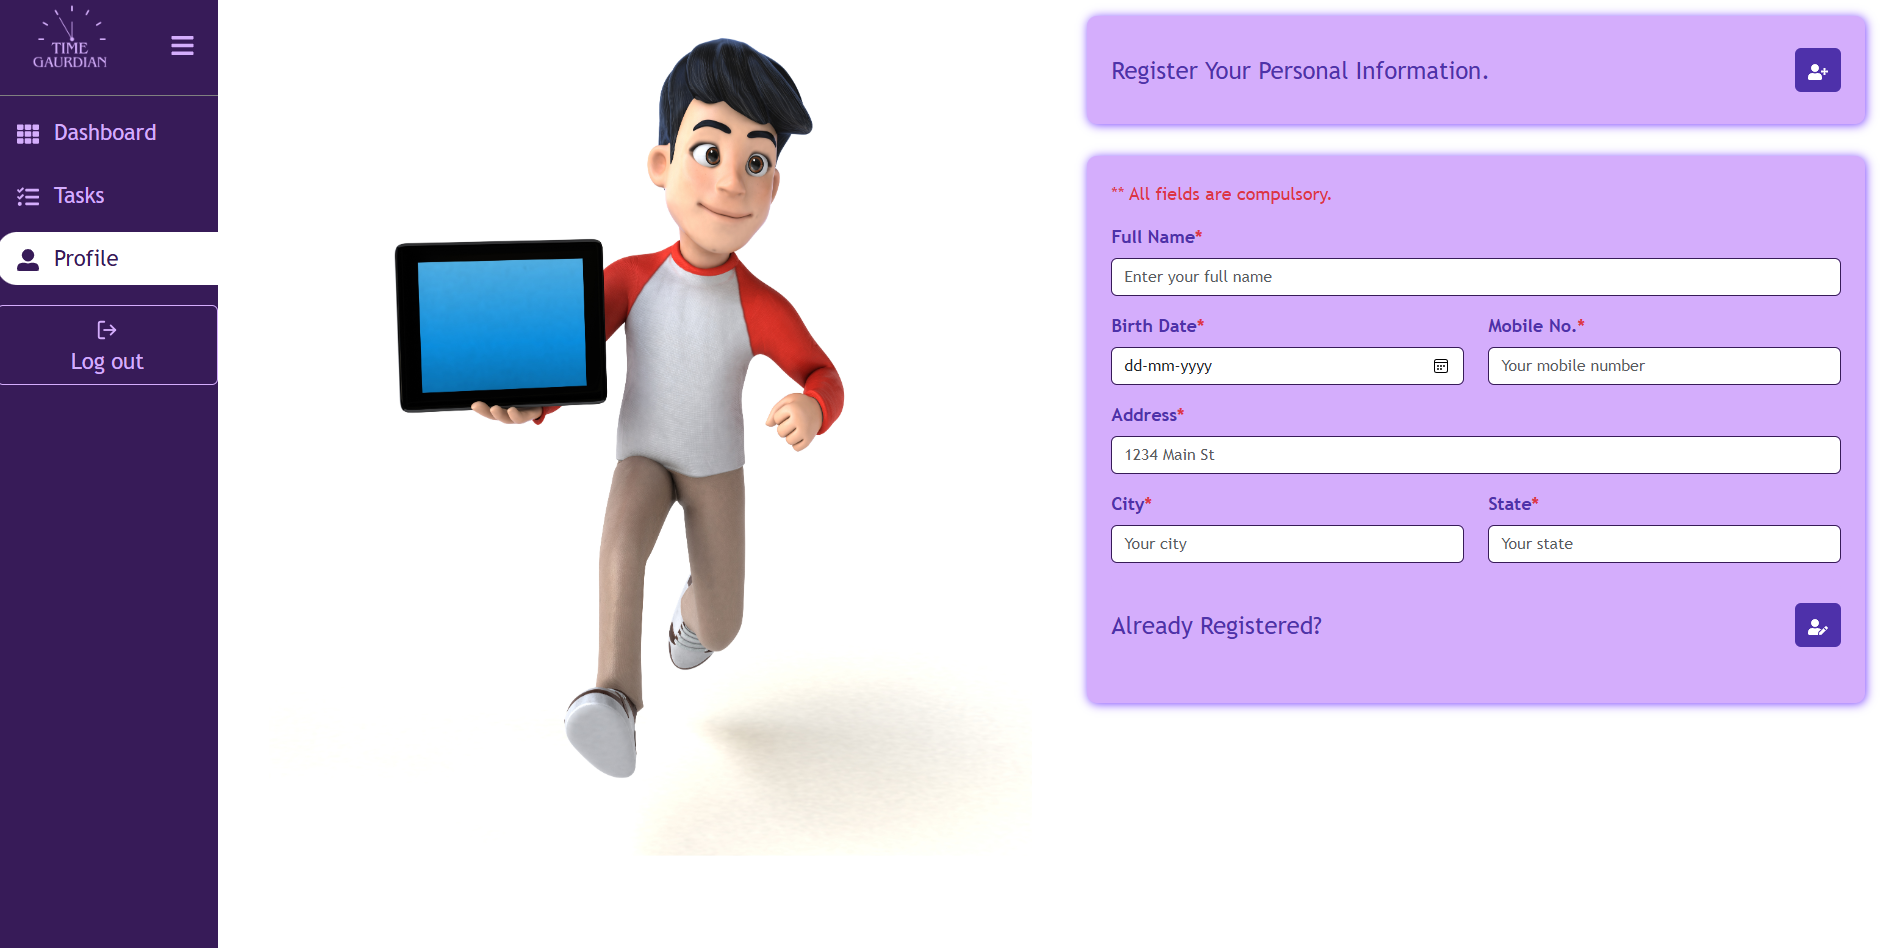 TIME
GAURDIAN
Dashboard
Tasks
Profile
Log out
Register Your Personal Information.
** All fields are compulsory.
Full Name*
Enter your full name
Birth Date*
Mobile No.*
dd-mm-yyyy
Your mobile number
Address*
1234 Main St
City*
State*
Your city
Your state
Already Registered?